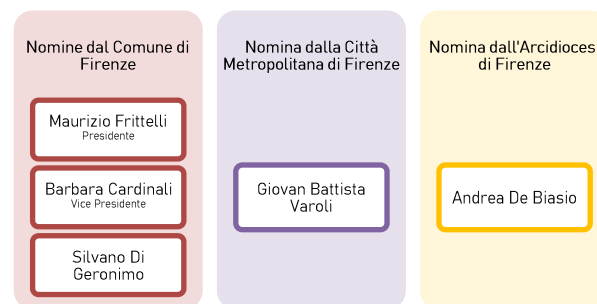 Nomine dal Comune di
Firenze
Maurizio Frittelli
Presidente
Barbara Cardinali
Vice Presidente
Silvano Di
Geronimo
Nomina dalla Città
Metropolitana di Firenze
Giovan Battista
Varoli
Nomina dall'Arcidioces
di Firenze
Andrea De Biasio